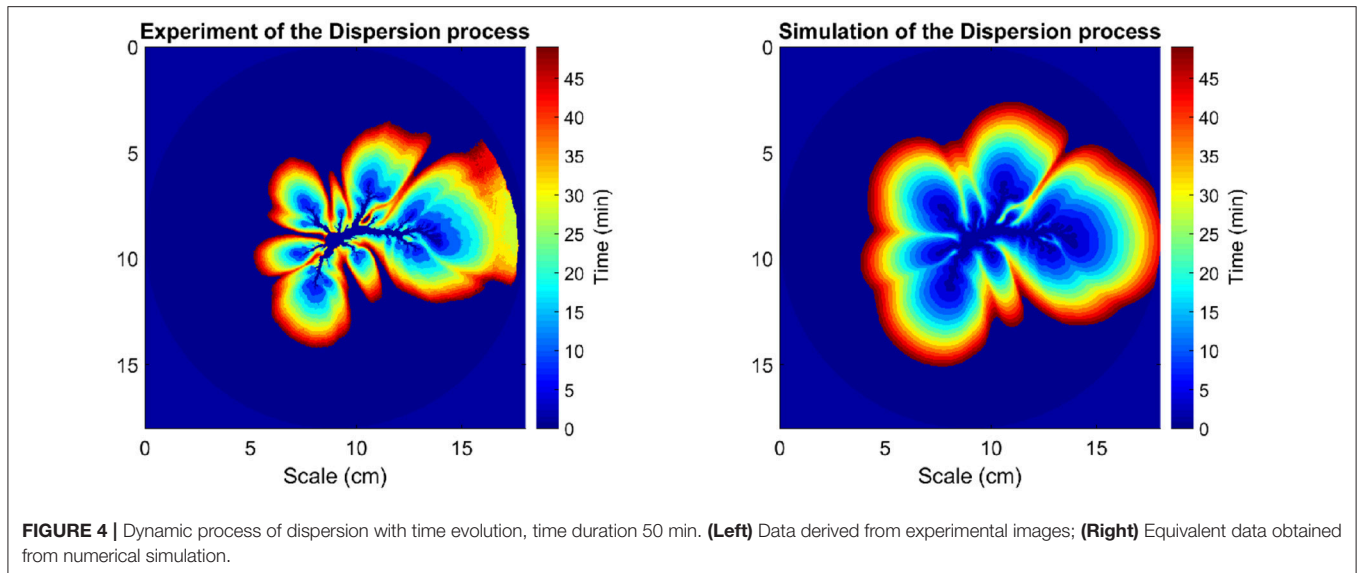 Experiment of the Dispersion process
0
5
10
15
0 5 10 15
Scale (cm)
45
40
35
30
25
20
15
10
5
0
Time (min)
Simulation of the Dispersion process
0
5
10
15
0 5 10 15
Scale (cm)
45
40
35
30
25
20
15
10
5
0
Time (min)
FIGURE 4 | Dynamic process of dispersion with time evolution, time duration 50 min. (Left) Data derived from experimental images; (Right) Equivalent data obtained
from numerical simulation.